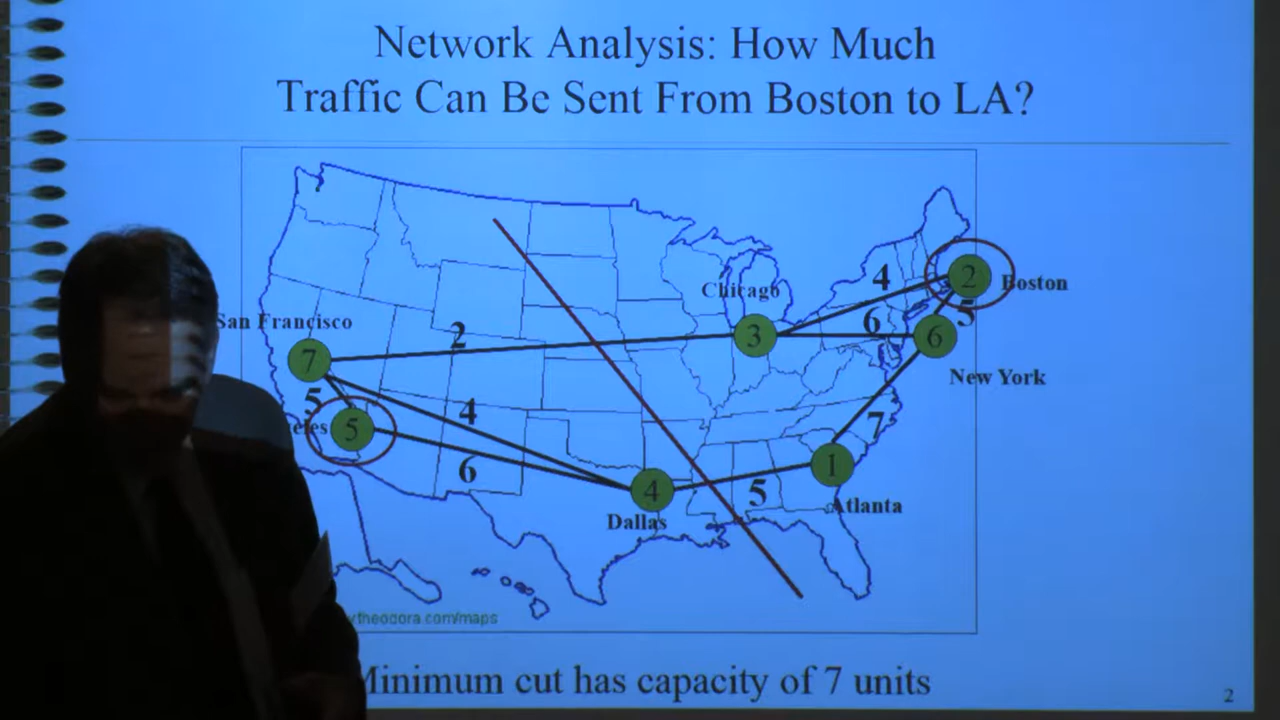 Network Analysis: How Much
Traffic Can Be Sent From Boston to LA?
Chicago
4
2
Boston
San Francisco
2
3
6
5
6
7
New York
5
4
7
5
6
4
5
1
Dallas
Atlanta
theodora.com/maps
Minimum cut has capacity of 7 units
2